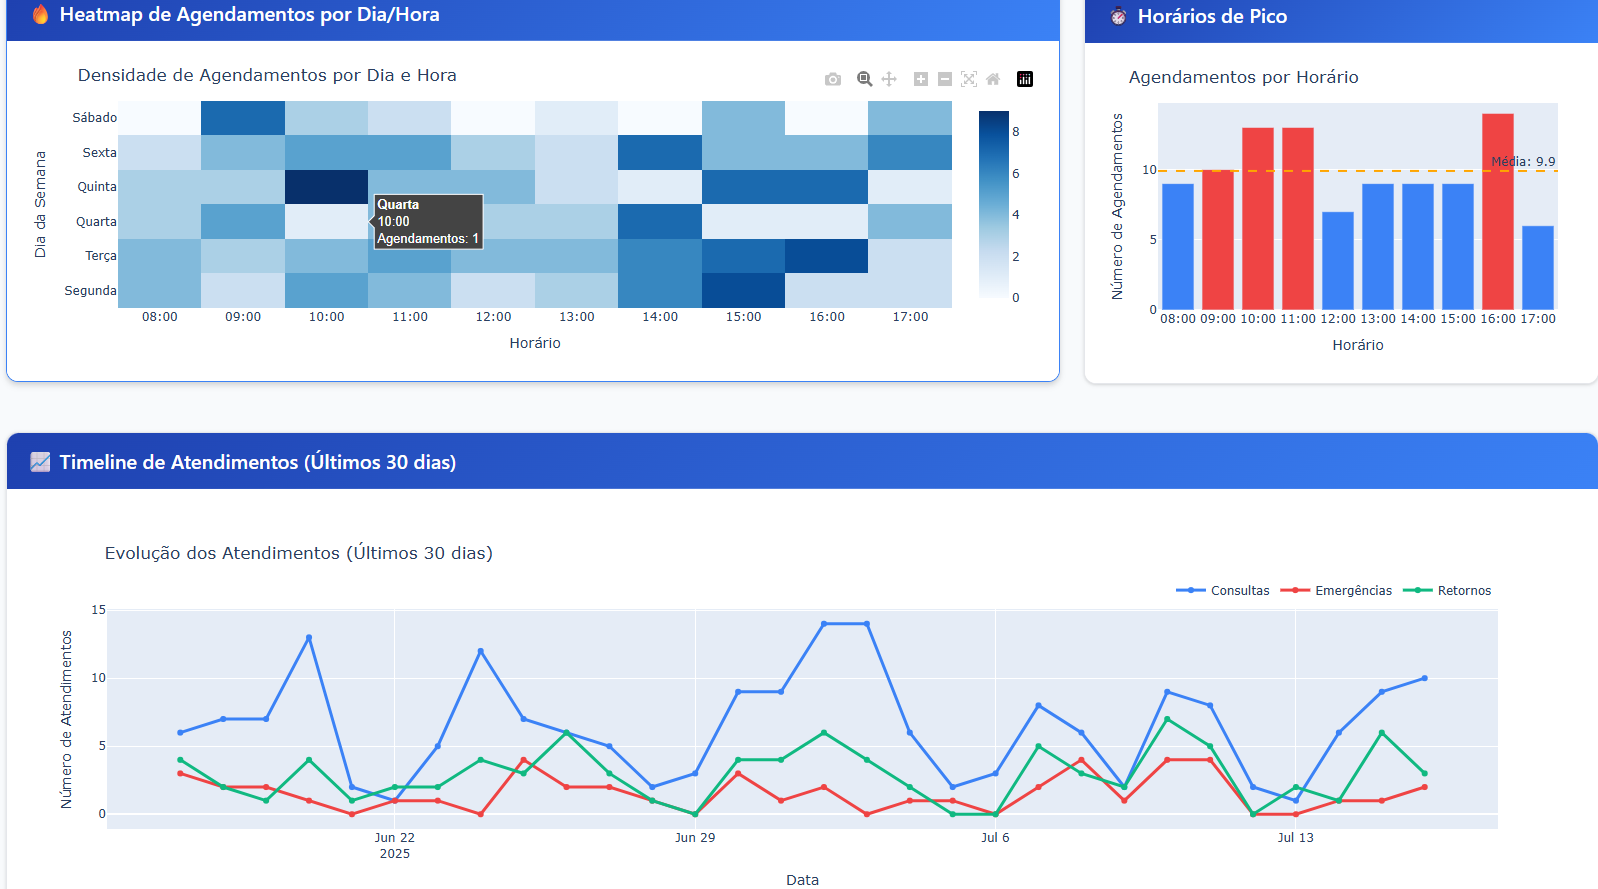 🔥 Heatmap de Agendamentos por Dia/Hora
Densidade de Agendamentos por Dia e Hora
Dia da Semana
Sábado
Sexta
Quinta
Quarta
Terça
Segunda
Quarta
10:00
Agendamentos: 1
8
6
4
2
0
08:00 09:00 10:00 11:00 12:00 13:00 14:00 15:00 16:00 17:00
Horário
⏱ Horários de Pico
Agendamentos por Horário
Número de Agendamentos
10
5
0
Média: 9.9
08:00 09:00 10:00 11:00 12:00 13:00 14:00 15:00 16:00 17:00
Horário
📈 Timeline de Atendimentos (Últimos 30 dias)
Evolução dos Atendimentos (Últimos 30 dias)
Consultas Emergências Retornos
Número de Atendimentos
15
10
5
0
Jun 22 Jun 29 Jul 6 Jul 13
2025
Data